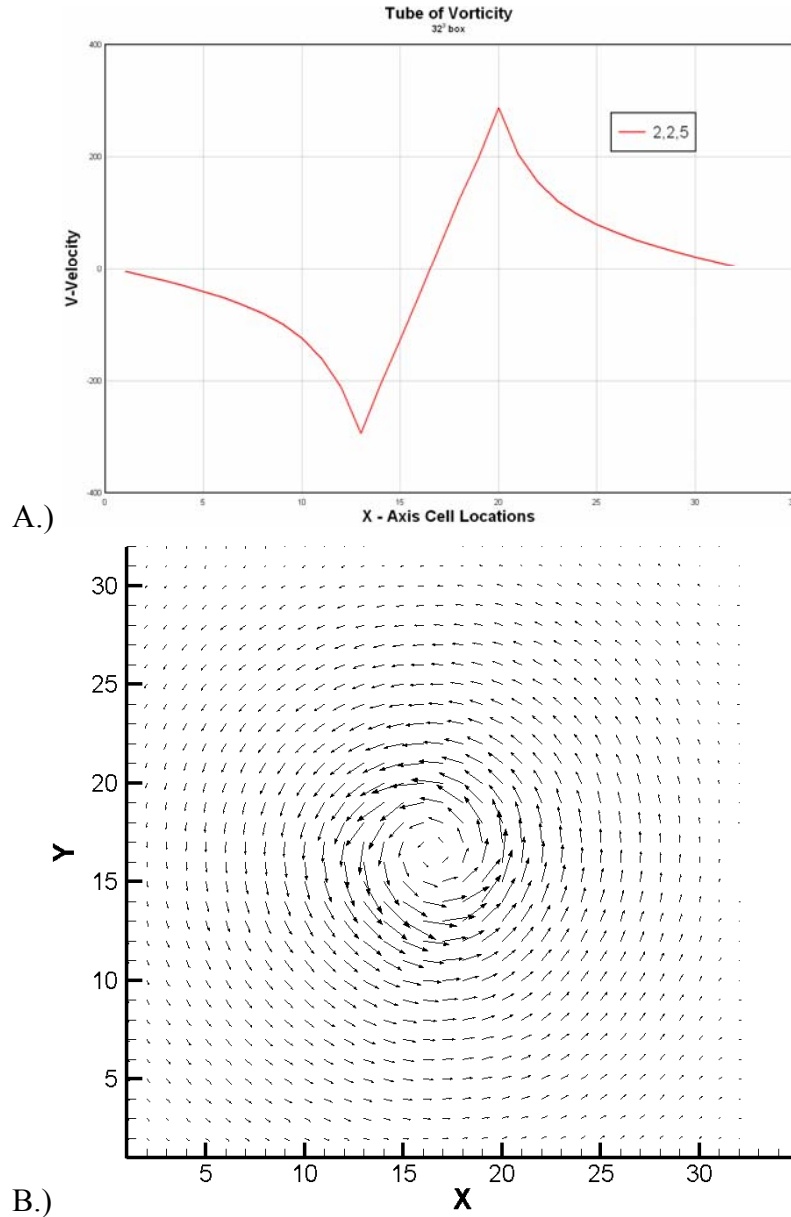 Tube of Vorticity
32³ box
400
200
0
-200
-400
V-Velocity
2,2,5
0 5 10 15 20 25 30 35
X - Axis Cell Locations
A.)
30
25
20
15
10
5
Y
5 10 15 20 25 30
X
B.)